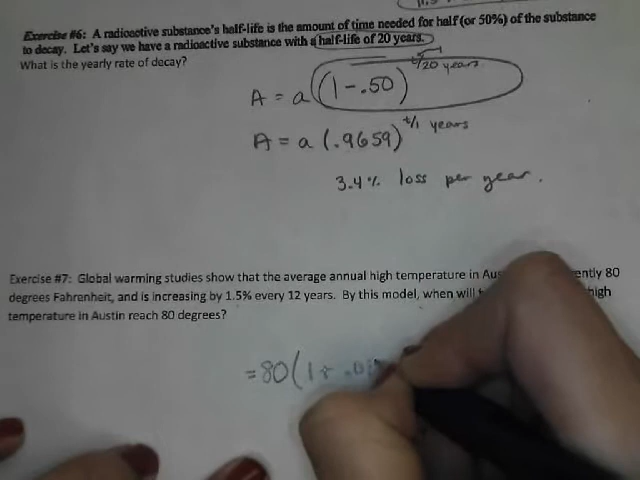 Exercise #6: A radioactive substance's half-life is the amount of time needed for half (or 50%) of the substance
to decay. Let's say we have a radioactive substance with a half-life of 20 years.
What is the yearly rate of decay?
A = a((1-.50)^t/20 years
A = a (.9659)^t/1 years
3.4% loss per year.
Exercise #7: Global warming studies show that the average annual high temperature in Aus ently 80
degrees Fahrenheit, and is increasing by 1.5% every 12 years. By this model, when will high
temperature in Austin reach 80 degrees?
=80(1+ .0